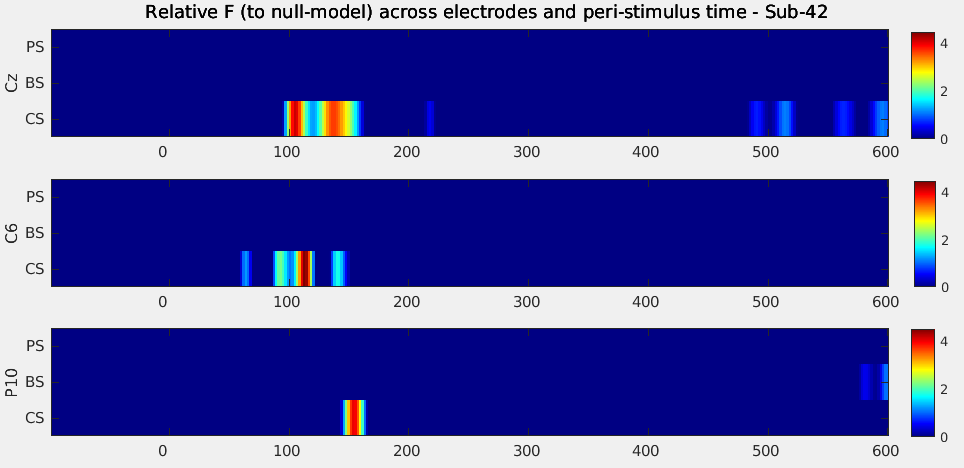 Relative F (to null-model) across electrodes and peri-stimulus time - Sub-42
Cz
PS
BS
CS
0 100 200 300 400 500 600
4
2
0
C6
PS
BS
CS
0 100 200 300 400 500 600
4
2
0
P10
PS
BS
CS
0 100 200 300 400 500 600
4
2
0